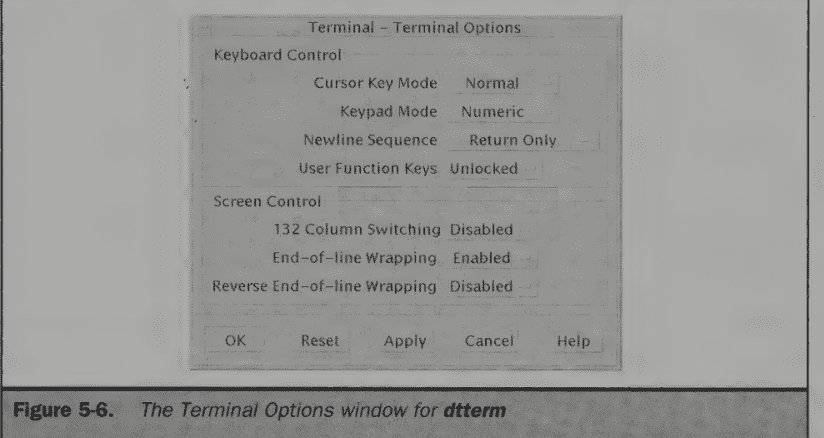 Terminal – Terminal Options
Keyboard Control
Cursor Key Mode Normal
Keypad Mode Numeric
Newline Sequence Return Only
User Function Keys Unlocked
Screen Control
132 Column Switching Disabled
End–of–line Wrapping Enabled
Reverse End–of–line Wrapping Disabled
OK Reset Apply Cancel Help
Figure 5-6. The Terminal Options window for dtterm